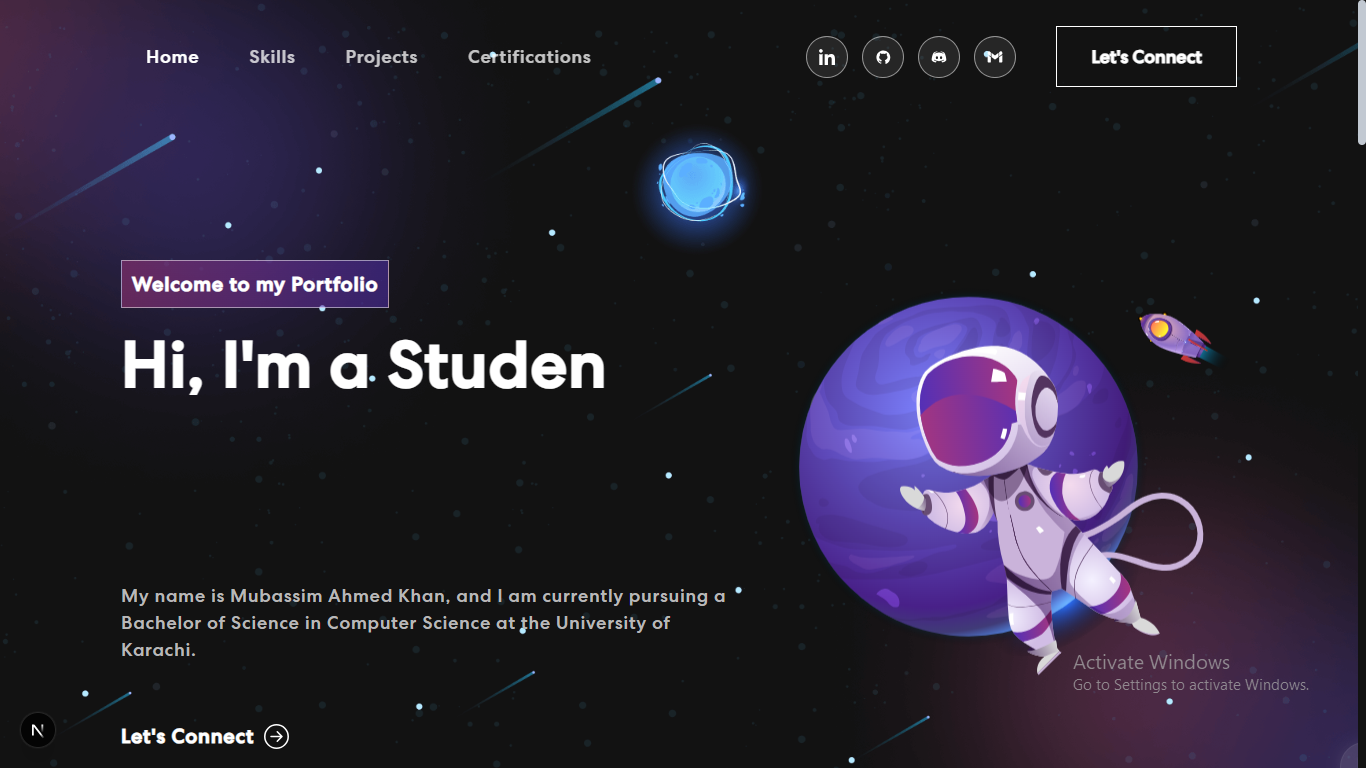 Home Skills Projects Certifications in Let's Connect
Welcome to my Portfolio
Hi, I'm a Studen
My name is Mubassim Ahmed Khan, and I am currently pursuing a
Bachelor of Science in Computer Science at the University of
Karachi.
Activate Windows
Go to Settings to activate Windows.
N
Let's Connect